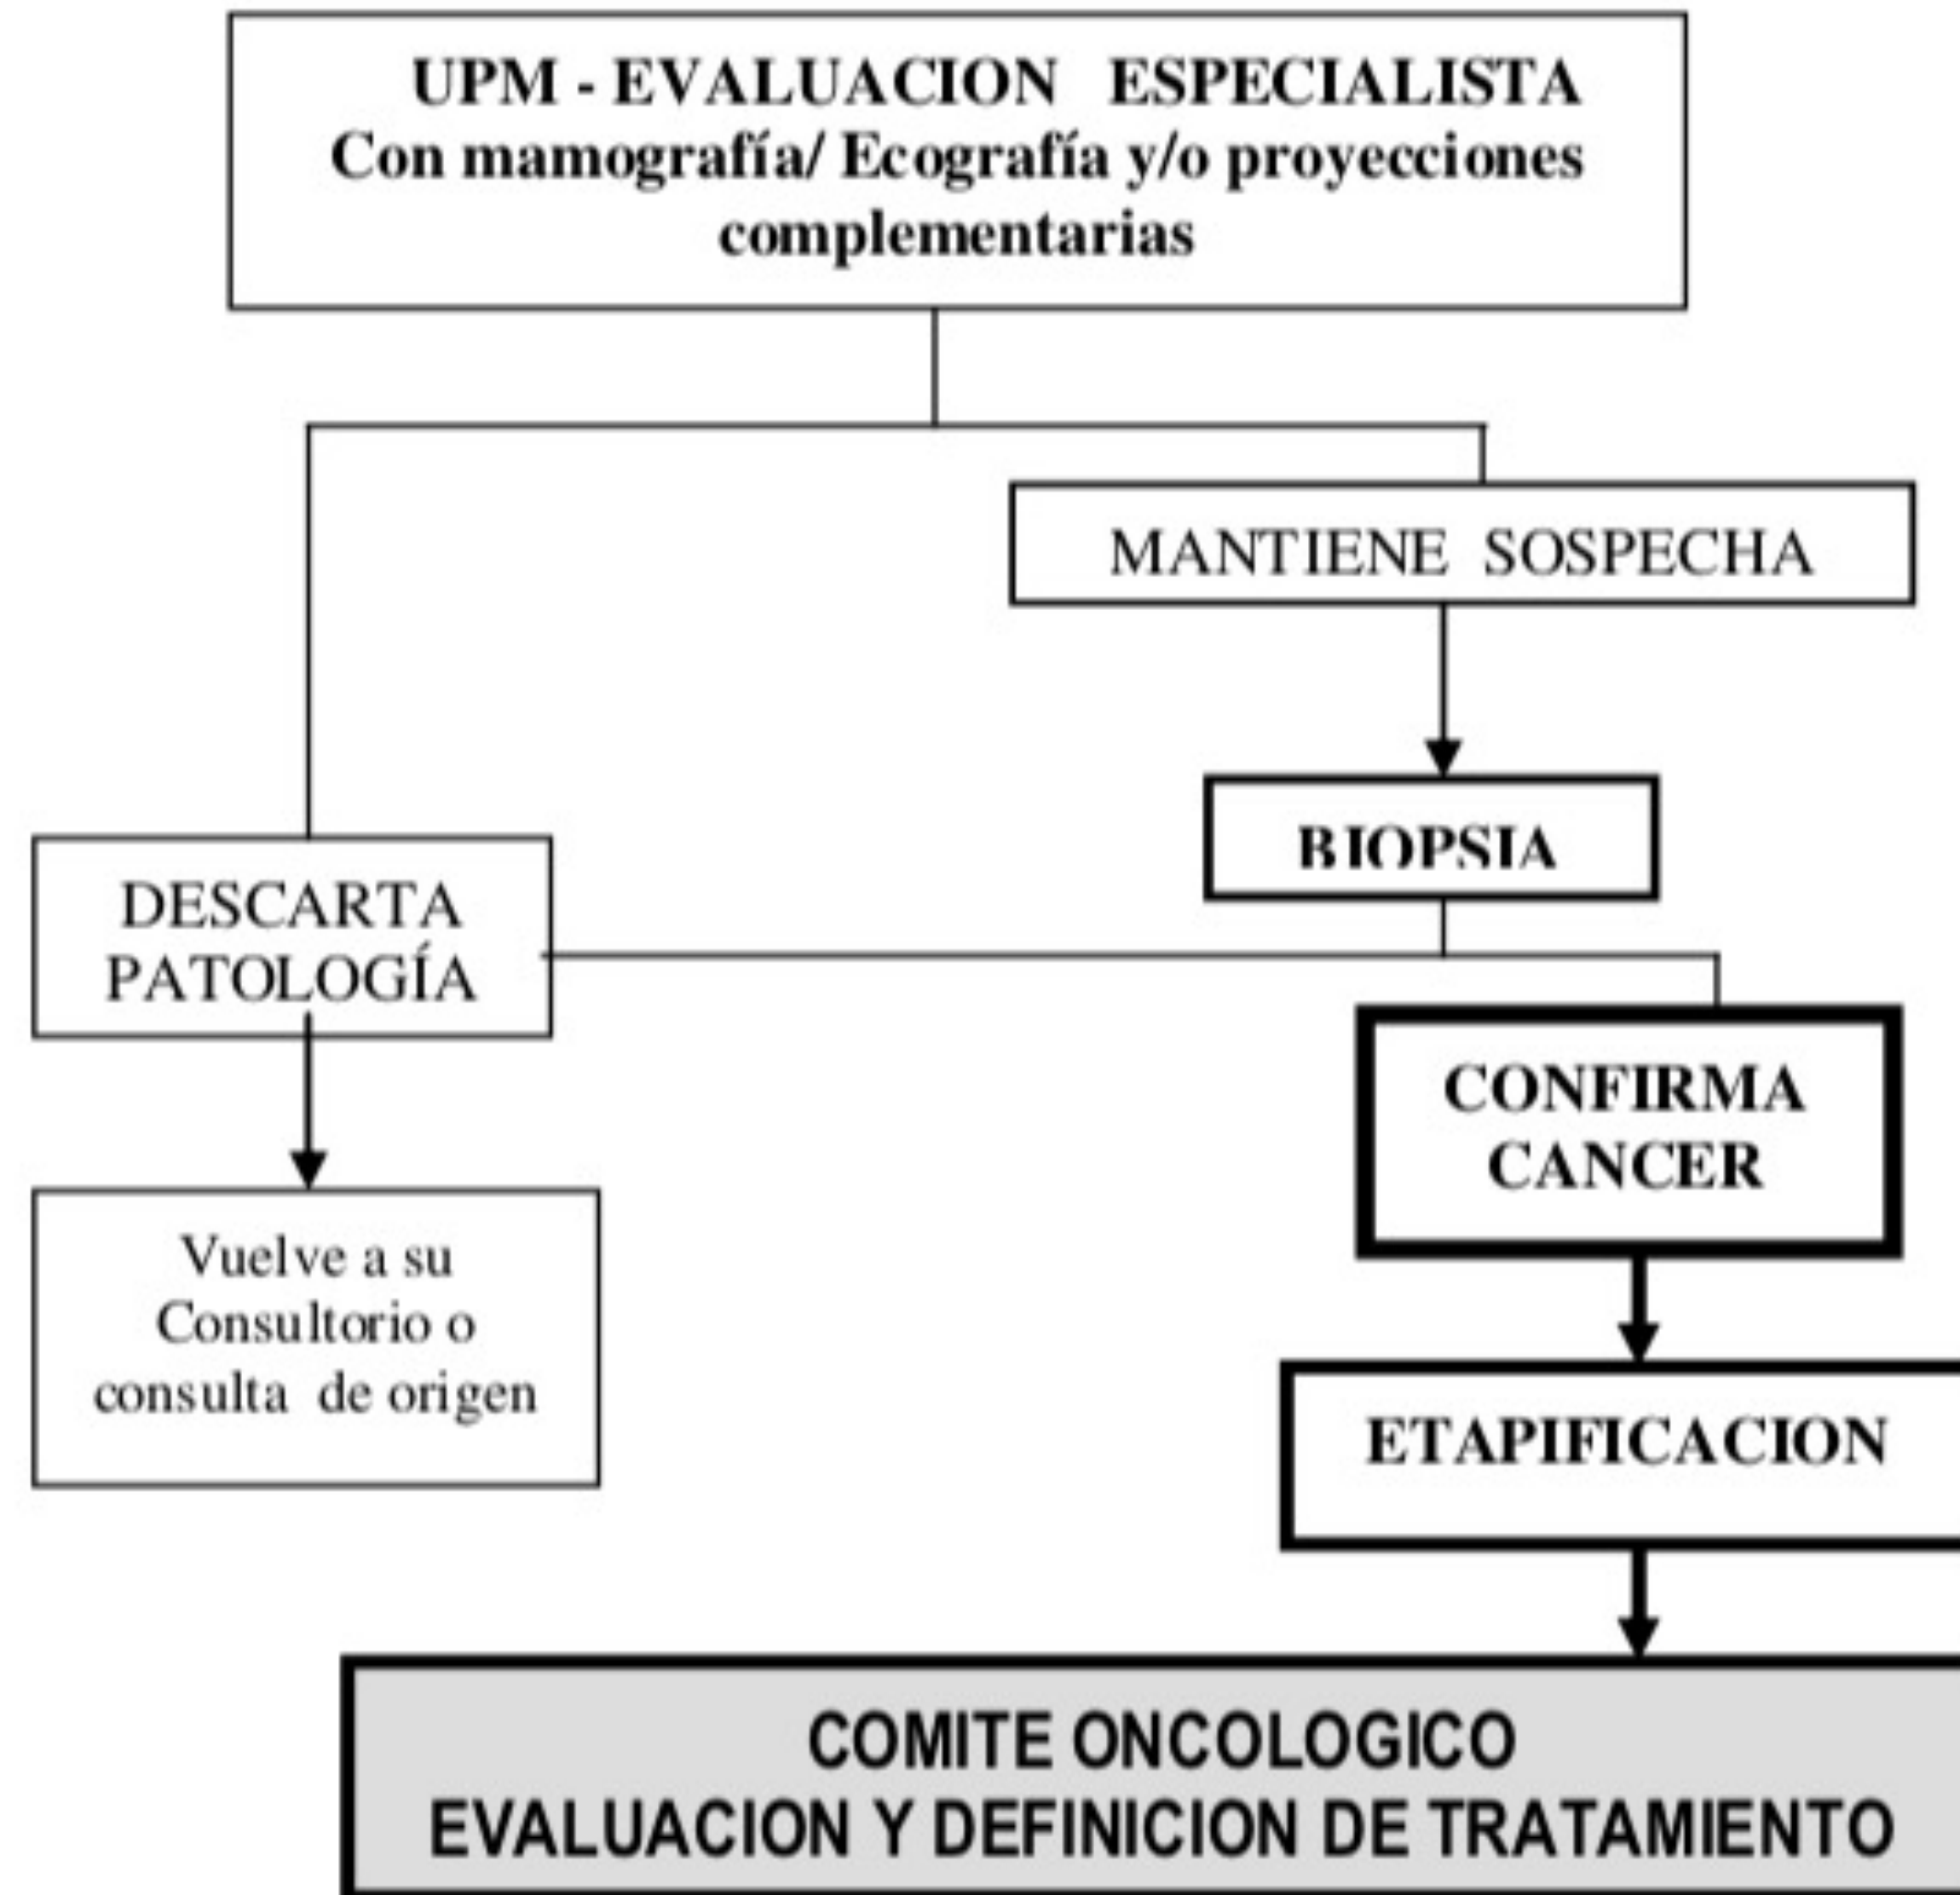 UPM - EVALUACION ESPECIALISTA
Con mamografía/ Ecografía y/o proyecciones
complementarias
MANTIENE SOSPECHA
BIOPSIA
DESCARTA
PATOLOGÍA
CONFIRMA
CANCER
Vuelve a su
Consultorio o
consulta de origen
ETAPIFICACION
COMITE ONCOLOGICO
EVALUACION Y DEFINICION DE TRATAMIENTO